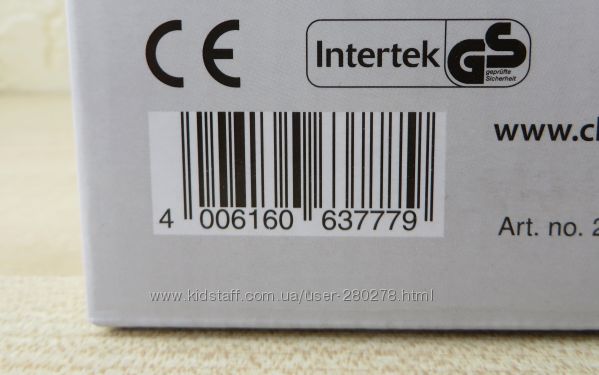 CE
Intertek GS
geprüfte
Sicherheit
www.cl
4 006160 637779
Art. no. 2
www.kidstaff.com.ua/user-280278.html